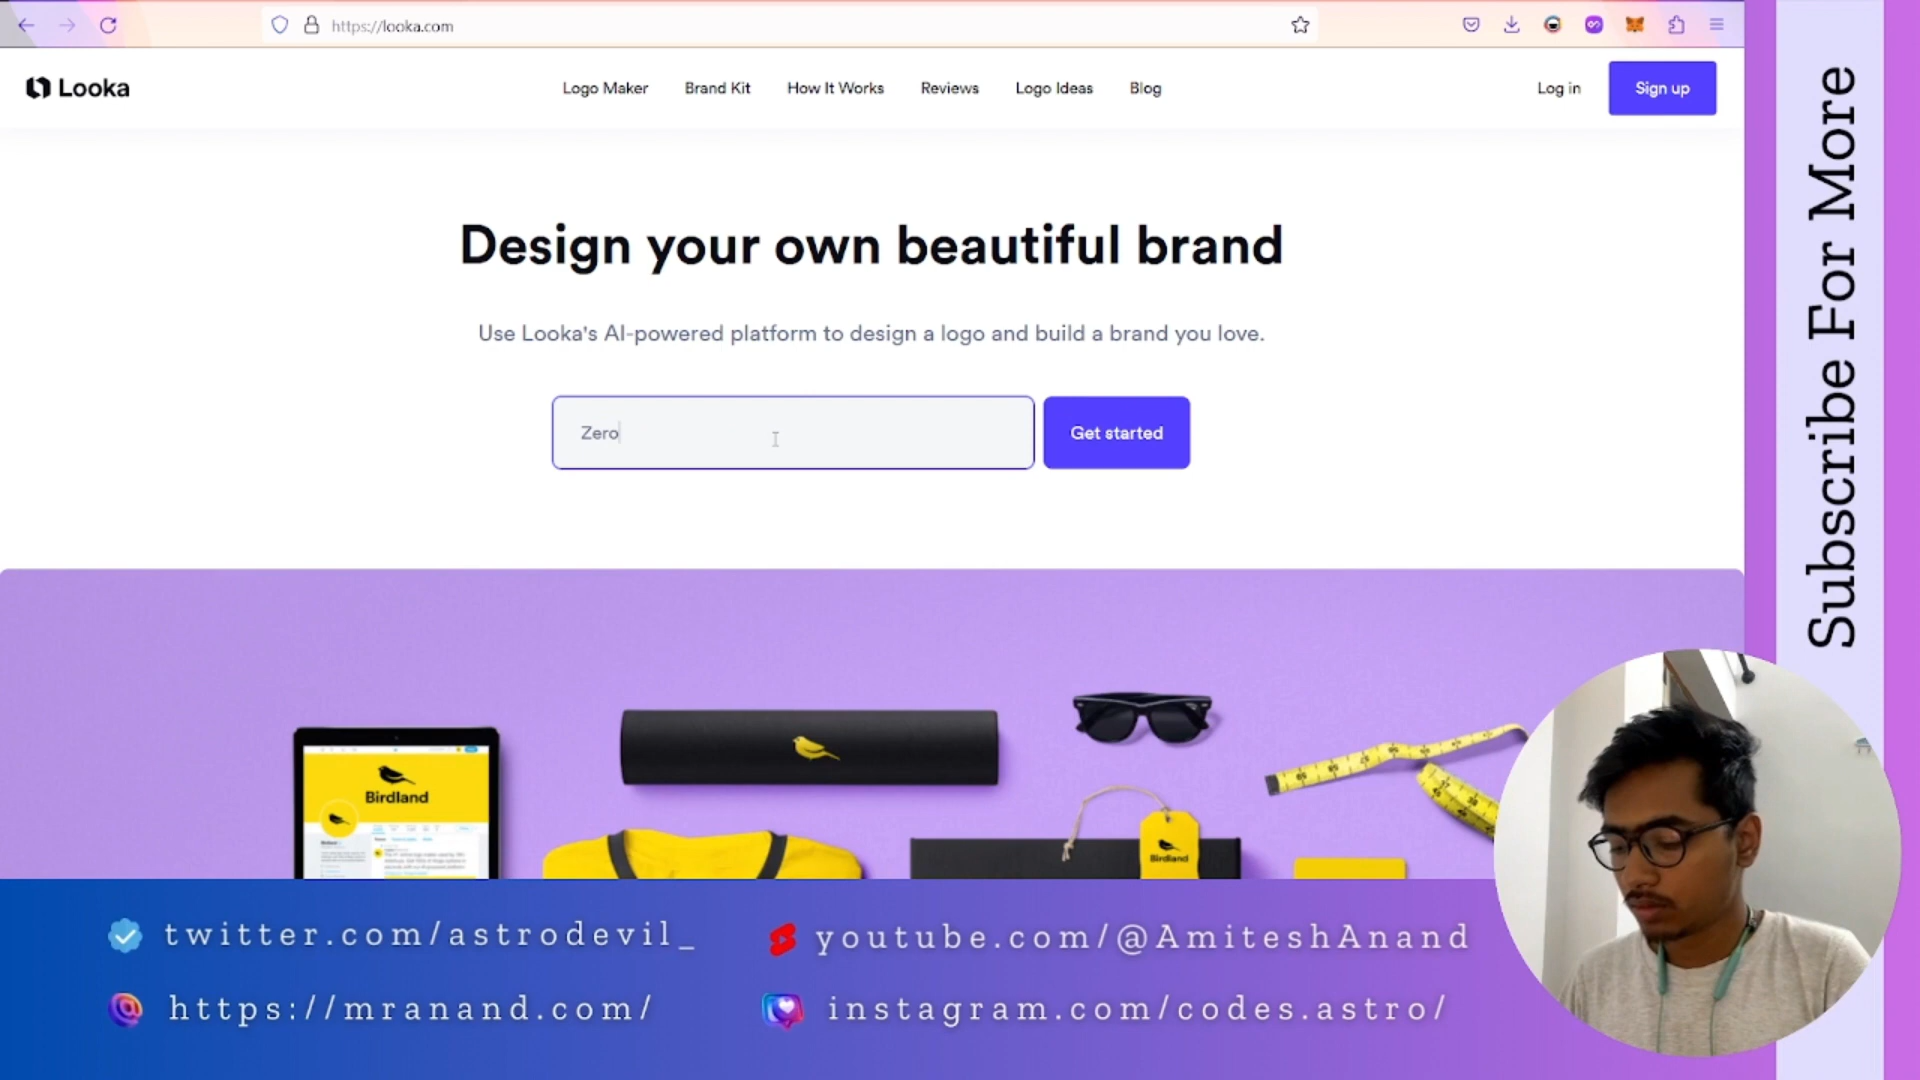 https://looka.com
Looka
Logo Maker
Brand Kit
How It Works
Reviews
Logo Ideas
Blog
Log in
Sign up
Design your own beautiful brand
Use Looka's AI-powered platform to design a logo and build a brand you love.
Zero
Get started
Birdland
Birdland
twitter.com/astrodevil_
youtube.com/@AmiteshAnand
https://mranand.com/
instagram.com/codes.astro/
Subscribe For More